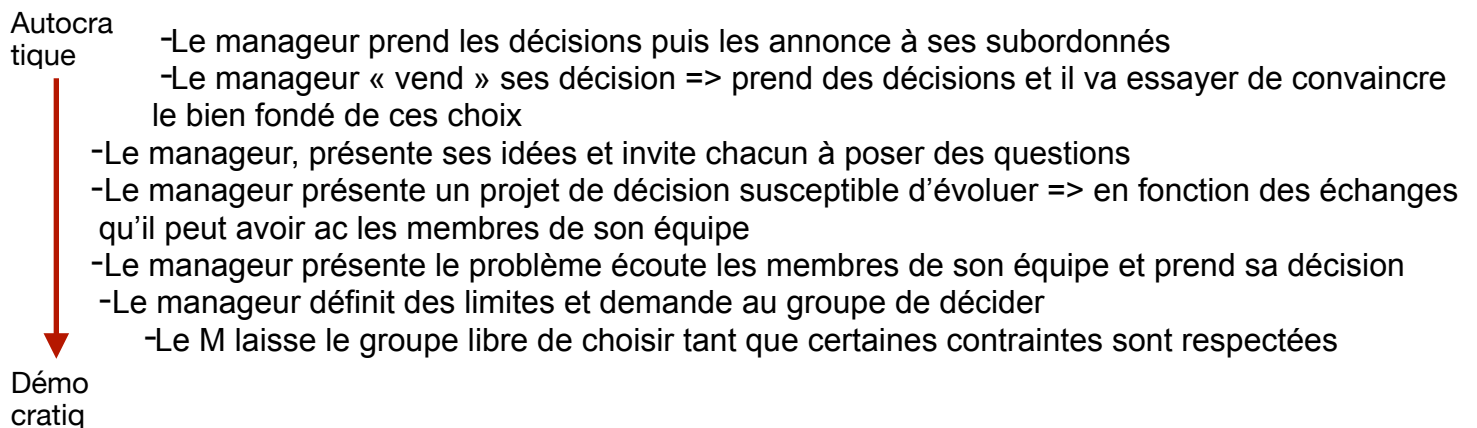 Autocra
tique
-Le manageur prend les décisions puis les annonce à ses subordonnés
-Le manageur « vend » ses décision => prend des décisions et il va essayer de convaincre
le bien fondé de ces choix
-Le manageur, présente ses idées et invite chacun à poser des questions
-Le manageur présente un projet de décision susceptible d’évoluer => en fonction des échanges
qu’il peut avoir ac les membres de son équipe
-Le manageur présente le problème écoute les membres de son équipe et prend sa décision
-Le manageur définit des limites et demande au groupe de décider
-Le M laisse le groupe libre de choisir tant que certaines contraintes sont respectées
Démo
cratiq